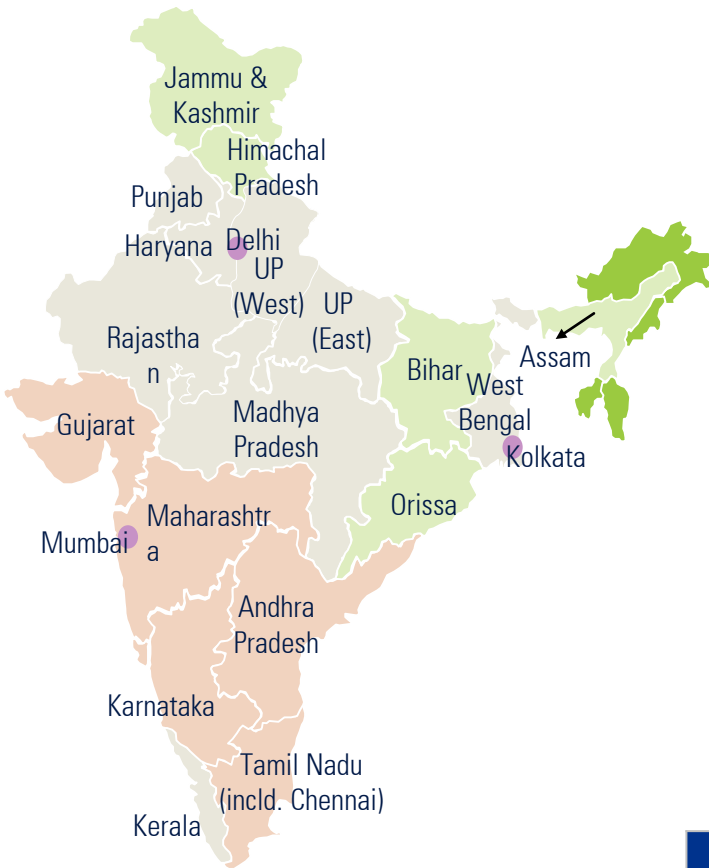 Jammu &
Kashmir
Himachal
Pradesh
Punjab
Haryana
Delhi
UP
(West)
UP
(East)
Rajastha
n
Bihar
Assam
West
Bengal
Kolkata
Gujarat
Madhya
Pradesh
Orissa
Mumbai
Maharashtr
a
Andhra
Pradesh
Karnataka
Tamil Nadu
(incld. Chennai)
Kerala